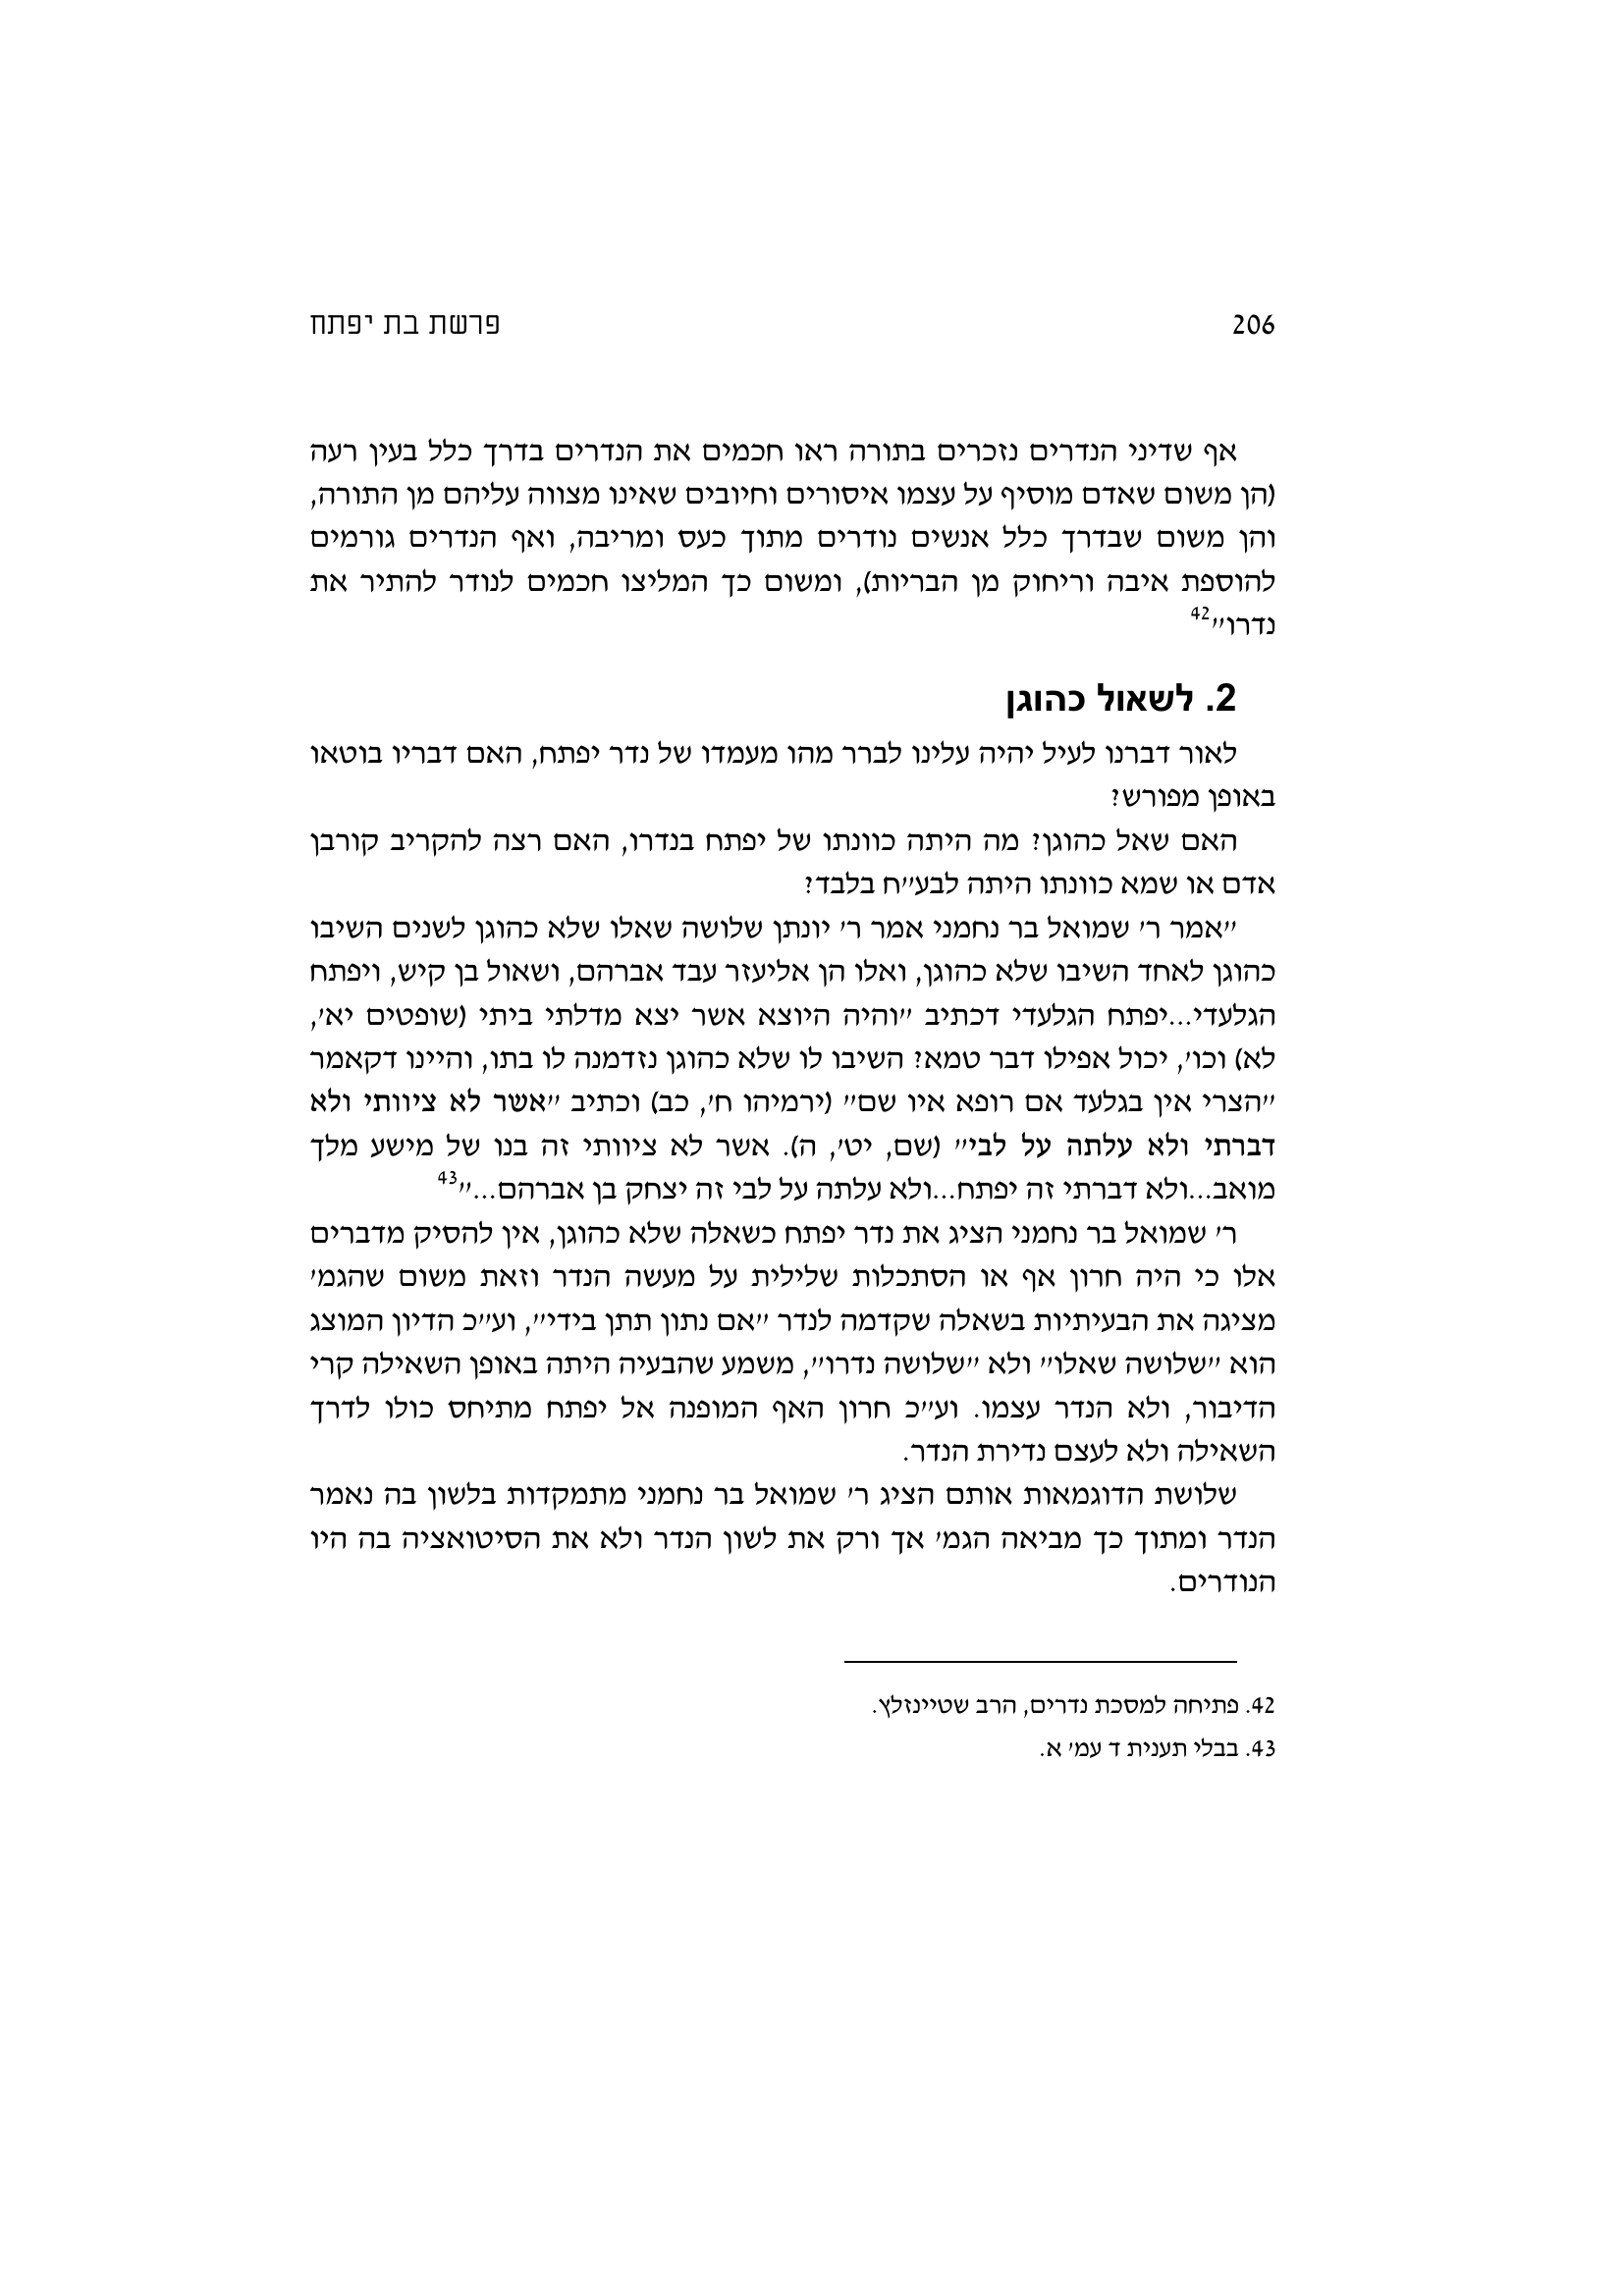 206 פרשת בת יפתח
אף שדיני הנדרים נזכרים בתורה ראו חכמים את הנדרים בדרך כלל בעין רעה
(הן משום שאדם מוסיף על עצמו איסורים וחיובים שאינו מצווה עליהם מן התורה,
והן משום שבדרך כלל אנשים נודרים מתוך כעס ומריבה, ואף הנדרים גורמים
להוספת איבה וריחוק מן הבריות), ומשום כך המליצו חכמים לנודר להתיר את
נדרו״42
2. לשאול כהוגן
לאור דברנו לעיל יהיה עלינו לברר מהו מעמדו של נדר יפתח, האם דבריו בוטאו
באופן מפורש?
האם שאל כהוגן? מה היתה כוונתו של יפתח בנדרו, האם רצה להקריב קורבן
אדם או שמא כוונתו היתה לבע״ח בלבד?
״אמר ר׳ שמואל בר נחמני אמר ר׳ יונתן שלושה שאלו שלא כהוגן לשנים השיבו
כהוגן לאחד השיבו שלא כהוגן, ואלו הן אליעזר עבד אברהם, ושאול בן קיש, ויפתח
הגלעדי...יפתח הגלעדי דכתיב ״והיה היוצא אשר יצא מדלתי ביתי (שופטים יא׳,
לא) וכו׳, יכול אפילו דבר טמא? השיבו לו שלא כהוגן נזדמנה לו בתו, והיינו דקאמר
״הצרי אין בגלעד אם רופא איו שם״ (ירמיהו ח׳, כב) וכתיב ״אשר לא ציוותי ולא
דברתי ולא עלתה על לבי״ (שם, יט׳, ה). אשר לא ציוותי זה בנו של מישע מלך
מואב...ולא דברתי זה יפתח...ולא עלתה על לבי זה יצחק בן אברהם...״43
ר׳ שמואל בר נחמני הציג את נדר יפתח כשאלה שלא כהוגן, אין להסיק מדברים
אלו כי היה חרון אף או הסתכלות שלילית על מעשה הנדר וזאת משום שהגמ׳
מציגה את הבעיתיות בשאלה שקדמה לנדר ״אם נתון תתן בידי״, וע״כ הדיון המוצג
הוא ״שלושה שאלו״ ולא ״שלושה נדרו״, משמע שהבעיה היתה באופן השאילה קרי
הדיבור, ולא הנדר עצמו. וע״כ חרון האף המופנה אל יפתח מתיחס כולו לדרך
השאילה ולא לעצם נדירת הנדר.
שלושת הדוגמאות אותם הציג ר׳ שמואל בר נחמני מתמקדות בלשון בה נאמר
הנדר ומתוך כך מביאה הגמ׳ אך ורק את לשון הנדר ולא את הסיטואציה בה היו
הנודרים.
42. פתיחה למסכת נדרים, הרב שטיינזלץ.
43. בבלי תענית ד עמ׳ א.